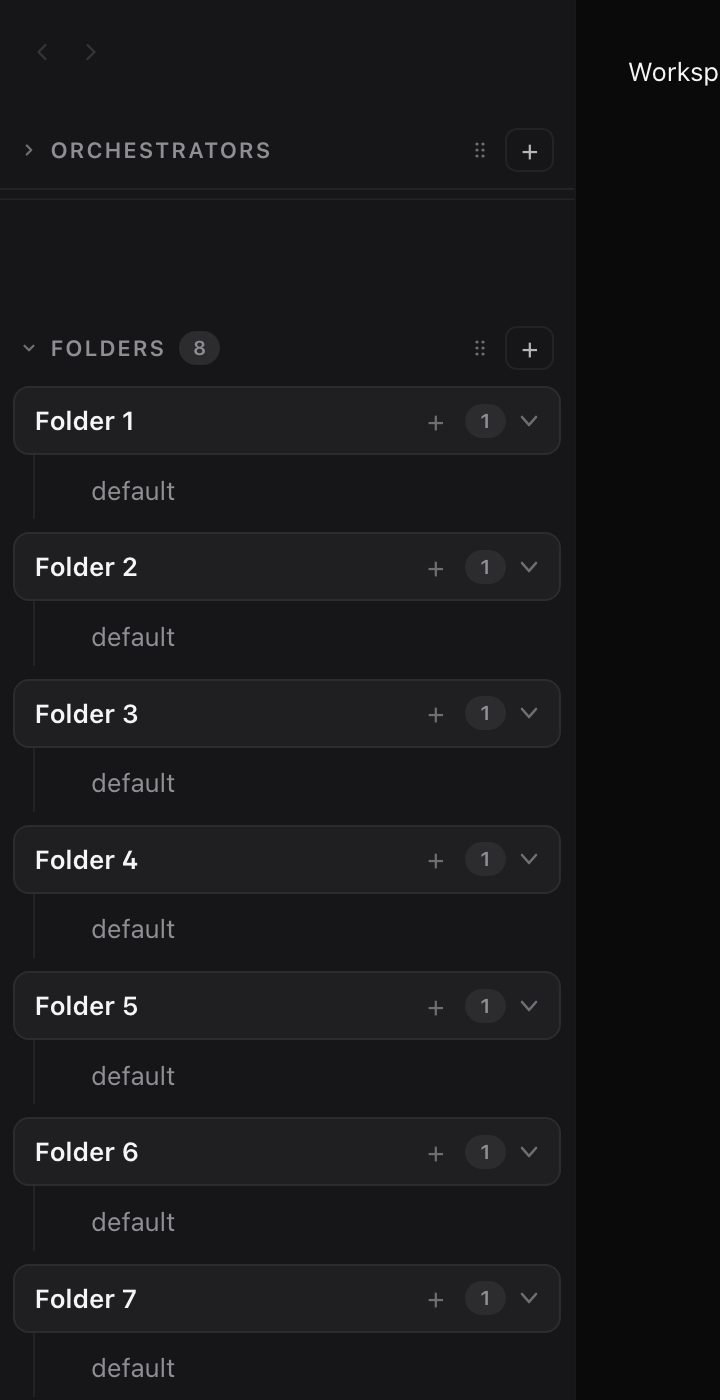 Worksp
ORCHESTRATORS +
FOLDERS 8 +
Folder 1 + 1
default
Folder 2 + 1
default
Folder 3 + 1
default
Folder 4 + 1
default
Folder 5 + 1
default
Folder 6 + 1
default
Folder 7 + 1
default